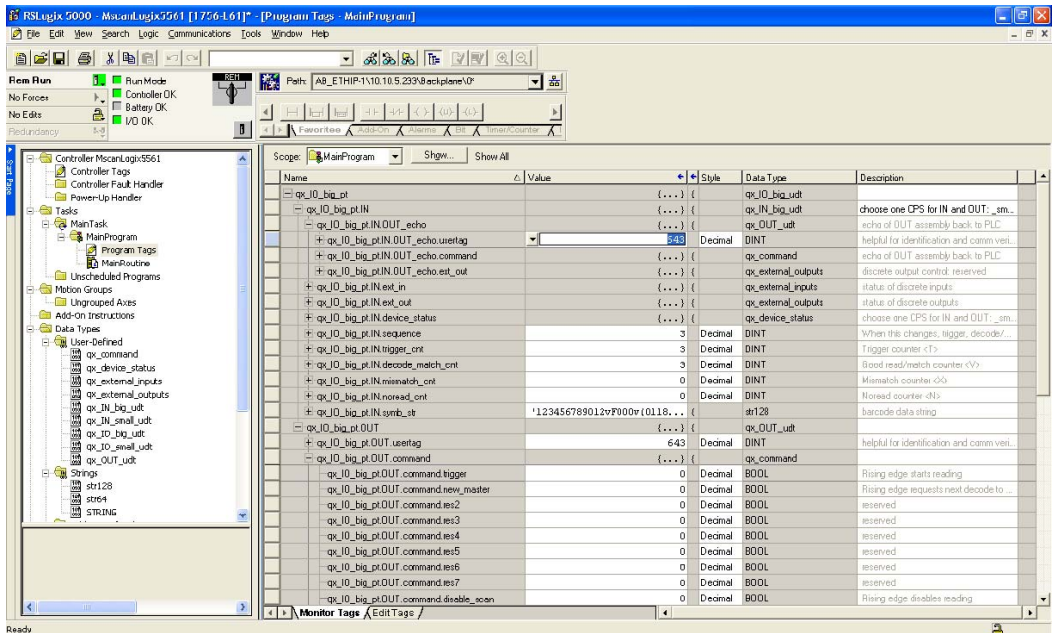 RSLogix 5000 - MscanLogix5561 [1756-L61]* - [Program Tags - MainProgram]
File Edit View Search Logic Communications Tools Window Help
Rem Run Run Mode REM
No Forces Controller OK
No Edits Battery OK
Redundancy I/O OK
Path: AB_ETHIP-1\10.10.5.233\Backplane\0*
Favorites Add-On Alarms Bit Timer/Counter
Start Page
Controller MscanLogix5561
Controller Tags
Controller Fault Handler
Power-Up Handler
Tasks
MainTask
MainProgram
Program Tags
MainRoutine
Unscheduled Programs
Motion Groups
Ungrouped Axes
Add-On Instructions
Data Types
User-Defined
qx_command
qx_device_status
qx_external_inputs
qx_external_outputs
qx_IN_big_udt
qx_IN_small_udt
qx_IO_big_udt
qx_IO_small_udt
qx_OUT_udt
Strings
str128
str64
STRING
Scope: MainProgram Show... Show All
Name Value Style Data Type Description
qx_IO_big_pt {...} { qx_IO_big_udt
qx_IO_big_pt.IN {...} { qx_IN_big_udt choose one CPS for IN and OUT: _sm...
qx_IO_big_pt.IN.OUT_echo {...} { qx_OUT_udt echo of OUT assembly back to PLC
qx_IO_big_pt.IN.OUT_echo.usertag 643 Decimal DINT helpful for identification and comm veri...
qx_IO_big_pt.IN.OUT_echo.command {...} { qx_command echo of OUT assembly back to PLC
qx_IO_big_pt.IN.OUT_echo.ext_out {...} { qx_external_outputs discrete output control: reserved
qx_IO_big_pt.IN.ext_in {...} { qx_external_inputs status of discrete inputs
qx_IO_big_pt.IN.ext_out {...} { qx_external_outputs status of discrete outputs
qx_IO_big_pt.IN.device_status {...} { qx_device_status choose one CPS for IN and OUT: _sm...
qx_IO_big_pt.IN.sequence 3 Decimal DINT When this changes, trigger, decode/...
qx_IO_big_pt.IN.trigger_cnt 3 Decimal DINT Trigger counter <T>
qx_IO_big_pt.IN.decode_match_cnt 3 Decimal DINT Good read/match counter <V>
qx_IO_big_pt.IN.mismatch_cnt 0 Decimal DINT Mismatch counter <X>
qx_IO_big_pt.IN.noread_cnt 0 Decimal DINT Noread counter <N>
qx_IO_big_pt.IN.symb_str '123456789012vF000v(0118... { str128 barcode data string
qx_IO_big_pt.OUT {...} { qx_OUT_udt
qx_IO_big_pt.OUT.usertag 643 Decimal DINT helpful for identification and comm veri...
qx_IO_big_pt.OUT.command {...} { qx_command
qx_IO_big_pt.OUT.command.trigger 0 Decimal BOOL Rising edge starts reading
qx_IO_big_pt.OUT.command.new_master 0 Decimal BOOL Rising edge requests next decode to ...
qx_IO_big_pt.OUT.command.res2 0 Decimal BOOL reserved
qx_IO_big_pt.OUT.command.res3 0 Decimal BOOL reserved
qx_IO_big_pt.OUT.command.res4 0 Decimal BOOL reserved
qx_IO_big_pt.OUT.command.res5 0 Decimal BOOL reserved
qx_IO_big_pt.OUT.command.res6 0 Decimal BOOL reserved
qx_IO_big_pt.OUT.command.res7 0 Decimal BOOL reserved
qx_IO_big_pt.OUT.command.disable_scan 0 Decimal BOOL Rising edge disables reading
Monitor Tags Edit Tags
Ready